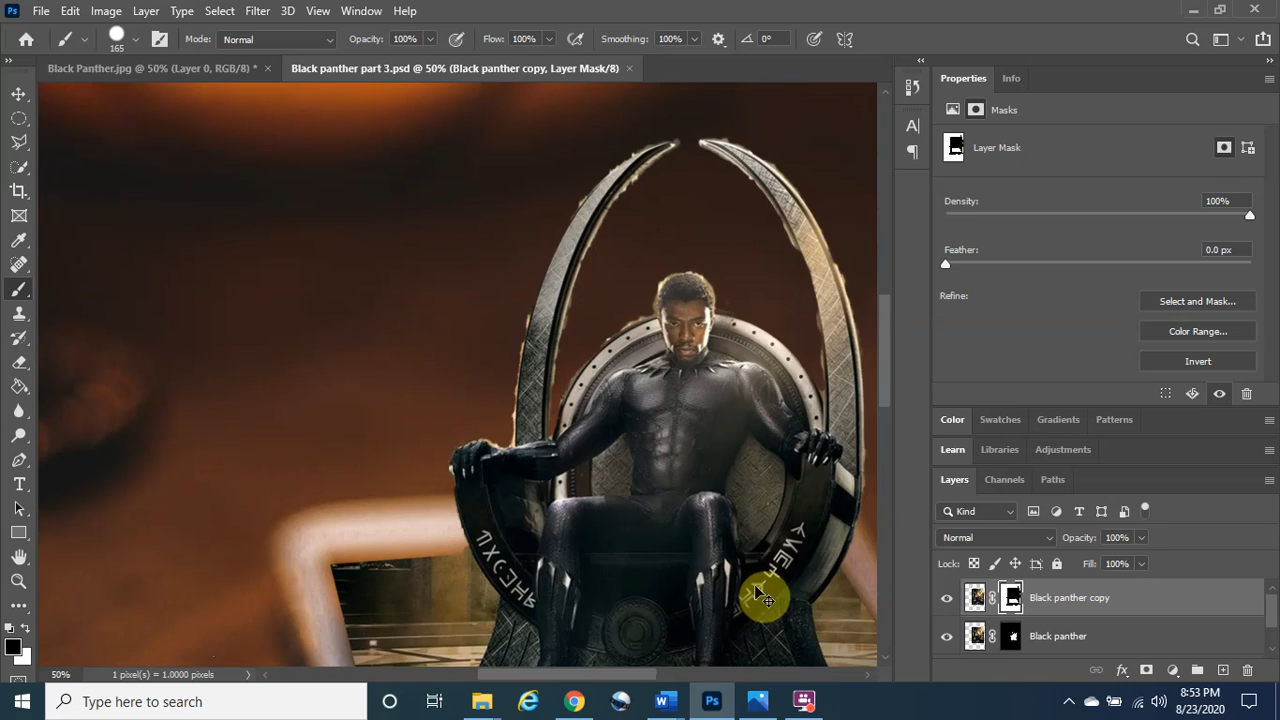 Ps File Edit Image Layer Type Select Filter 3D View Window Help
165 Mode: Normal Opacity: 100% Flow: 100% Smoothing: 100% 0°
Black Panther.jpg @ 50% (Layer 0, RGB/8) * × Black panther part 3.psd @ 50% (Black panther copy, Layer Mask/8) ×
Properties Info
Masks
Layer Mask
Density: 100%
Feather: 0.0 px
Refine: Select and Mask...
Color Range...
Invert
Color Swatches Gradients Patterns
Learn Libraries Adjustments
Layers Channels Paths
Kind
Normal Opacity: 100%
Lock: Fill: 100%
Black panther copy
Black panther
50% 1 pixel(s) = 1.0000 pixels
Type here to search
8:53 PM
8/23/2020